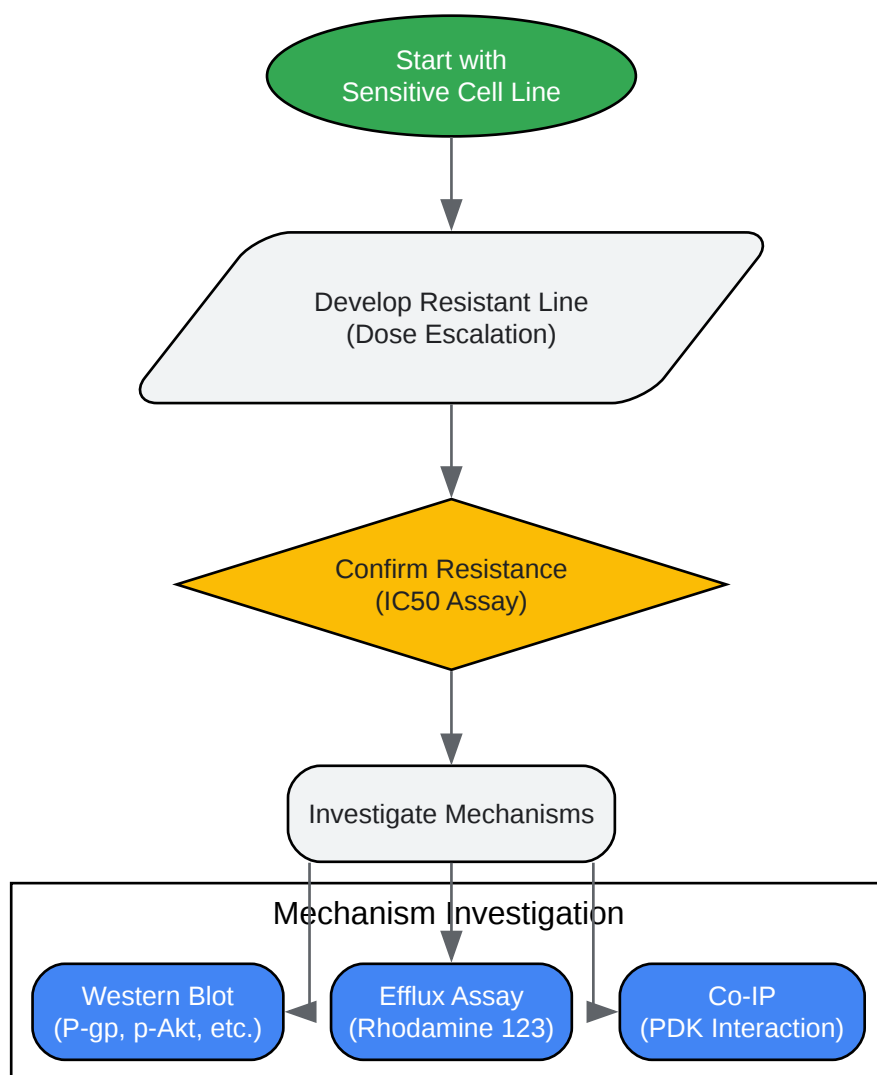 Start with
Sensitive Cell Line
Develop Resistant Line
(Dose Escalation)
Confirm Resistance
(IC50 Assay)
Investigate Mechanisms
Mechanism Investigation
Western Blot
(P-gp, p-Akt, etc.)
Efflux Assay
(Rhodamine 123)
Co-IP
(PDK Interaction)